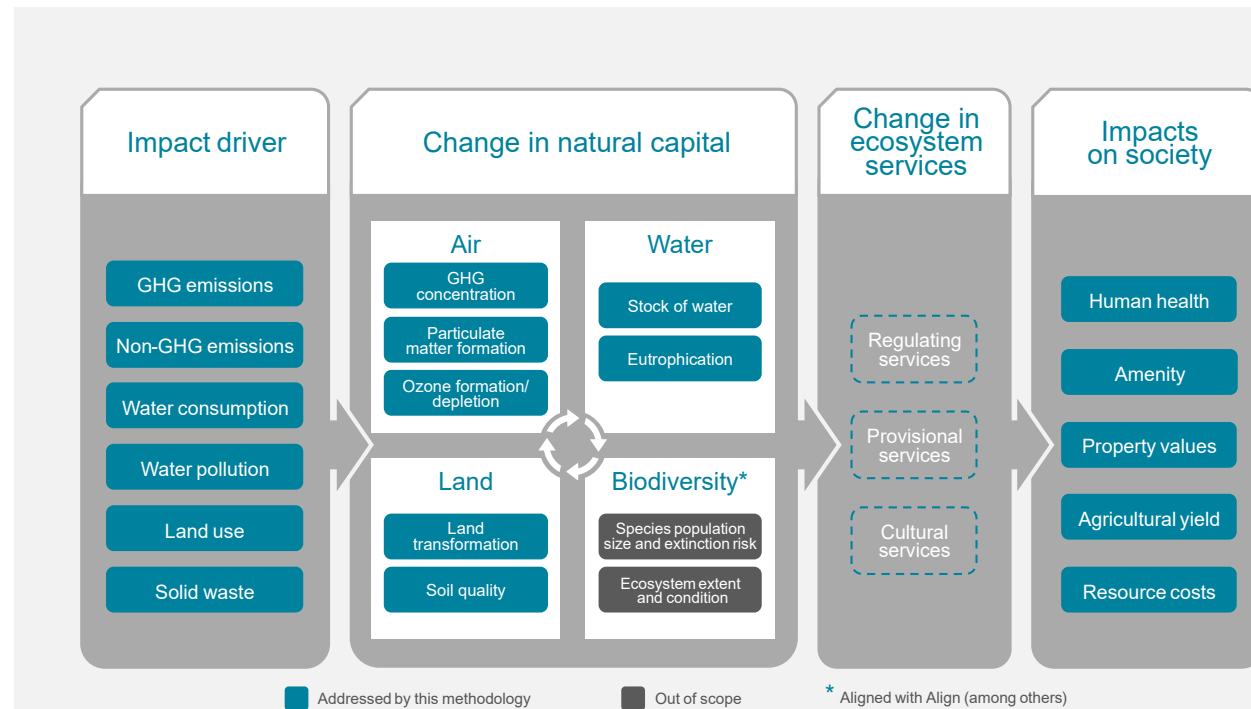 Impact driver
GHG emissions
Non-GHG emissions
Water consumption
Water pollution
Land use
Solid waste
Change in natural capital
Air
GHG
concentration
Particulate
matter formation
Ozone formation/
depletion
Water
Stock of water
Eutrophication
Land
Land
transformation
Soil quality
Biodiversity*
Species population
size and extinction risk
Ecosystem extent
and condition
Change in
ecosystem
services
Regulating
services
Provisional
services
Cultural
services
Impacts
on society
Human health
Amenity
Property values
Agricultural yield
Resource costs
Addressed by this methodology
Out of scope
* Aligned with Align (among others)